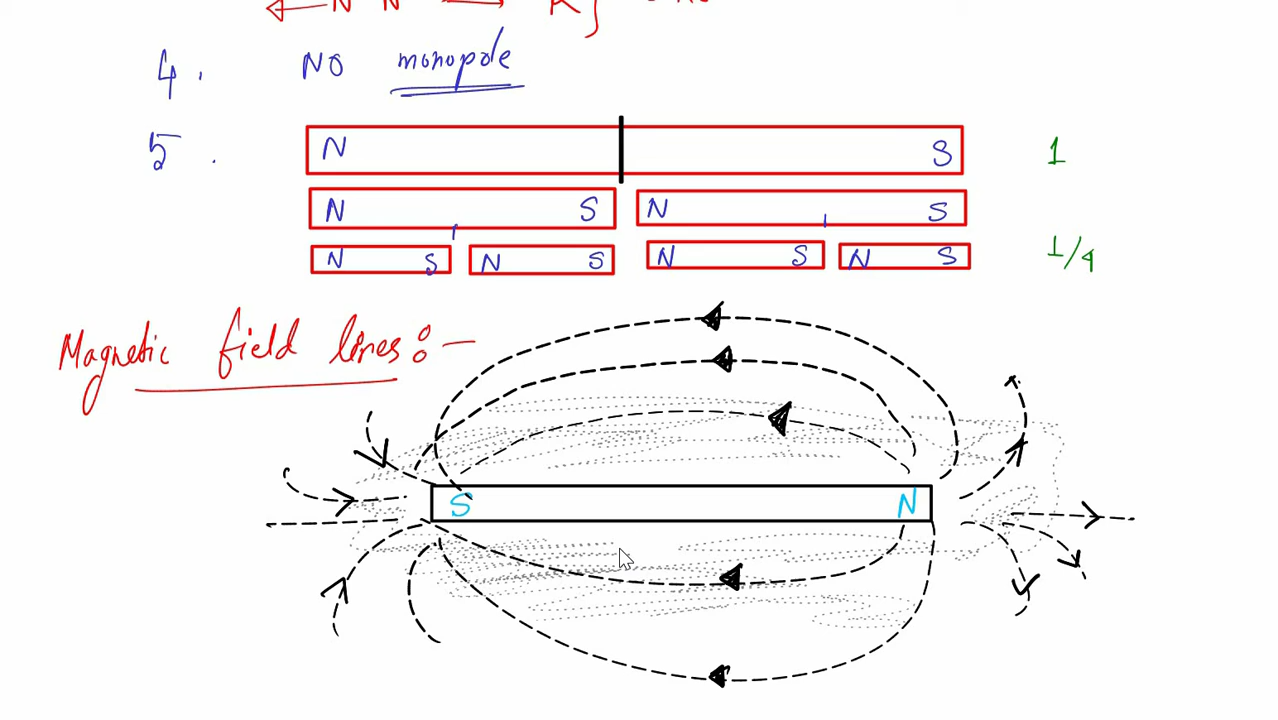 N N
4. NO monopole
5. N S 1
N S N S
N S N S N S N S 1/4
Magnetic field lines:-
S N